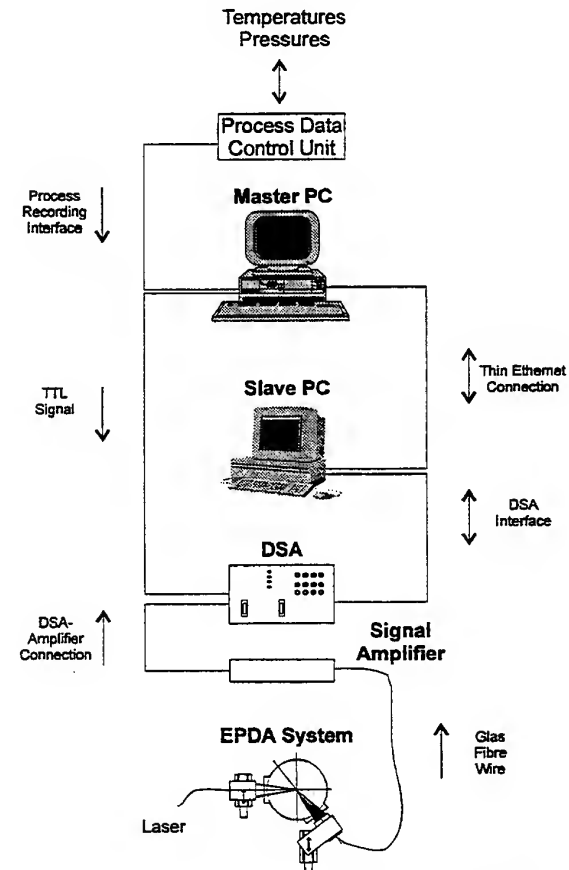 Temperatures
Pressures
Process Data
Control Unit
Process
Recording
Interface
Master PC
Thin Ethernet
Connection
TTL
Signal
Slave PC
DSA
Interface
DSA
DSA-
Amplifier
Connection
Signal
Amplifier
EPDA System
Glas
Fibre
Wire
Laser